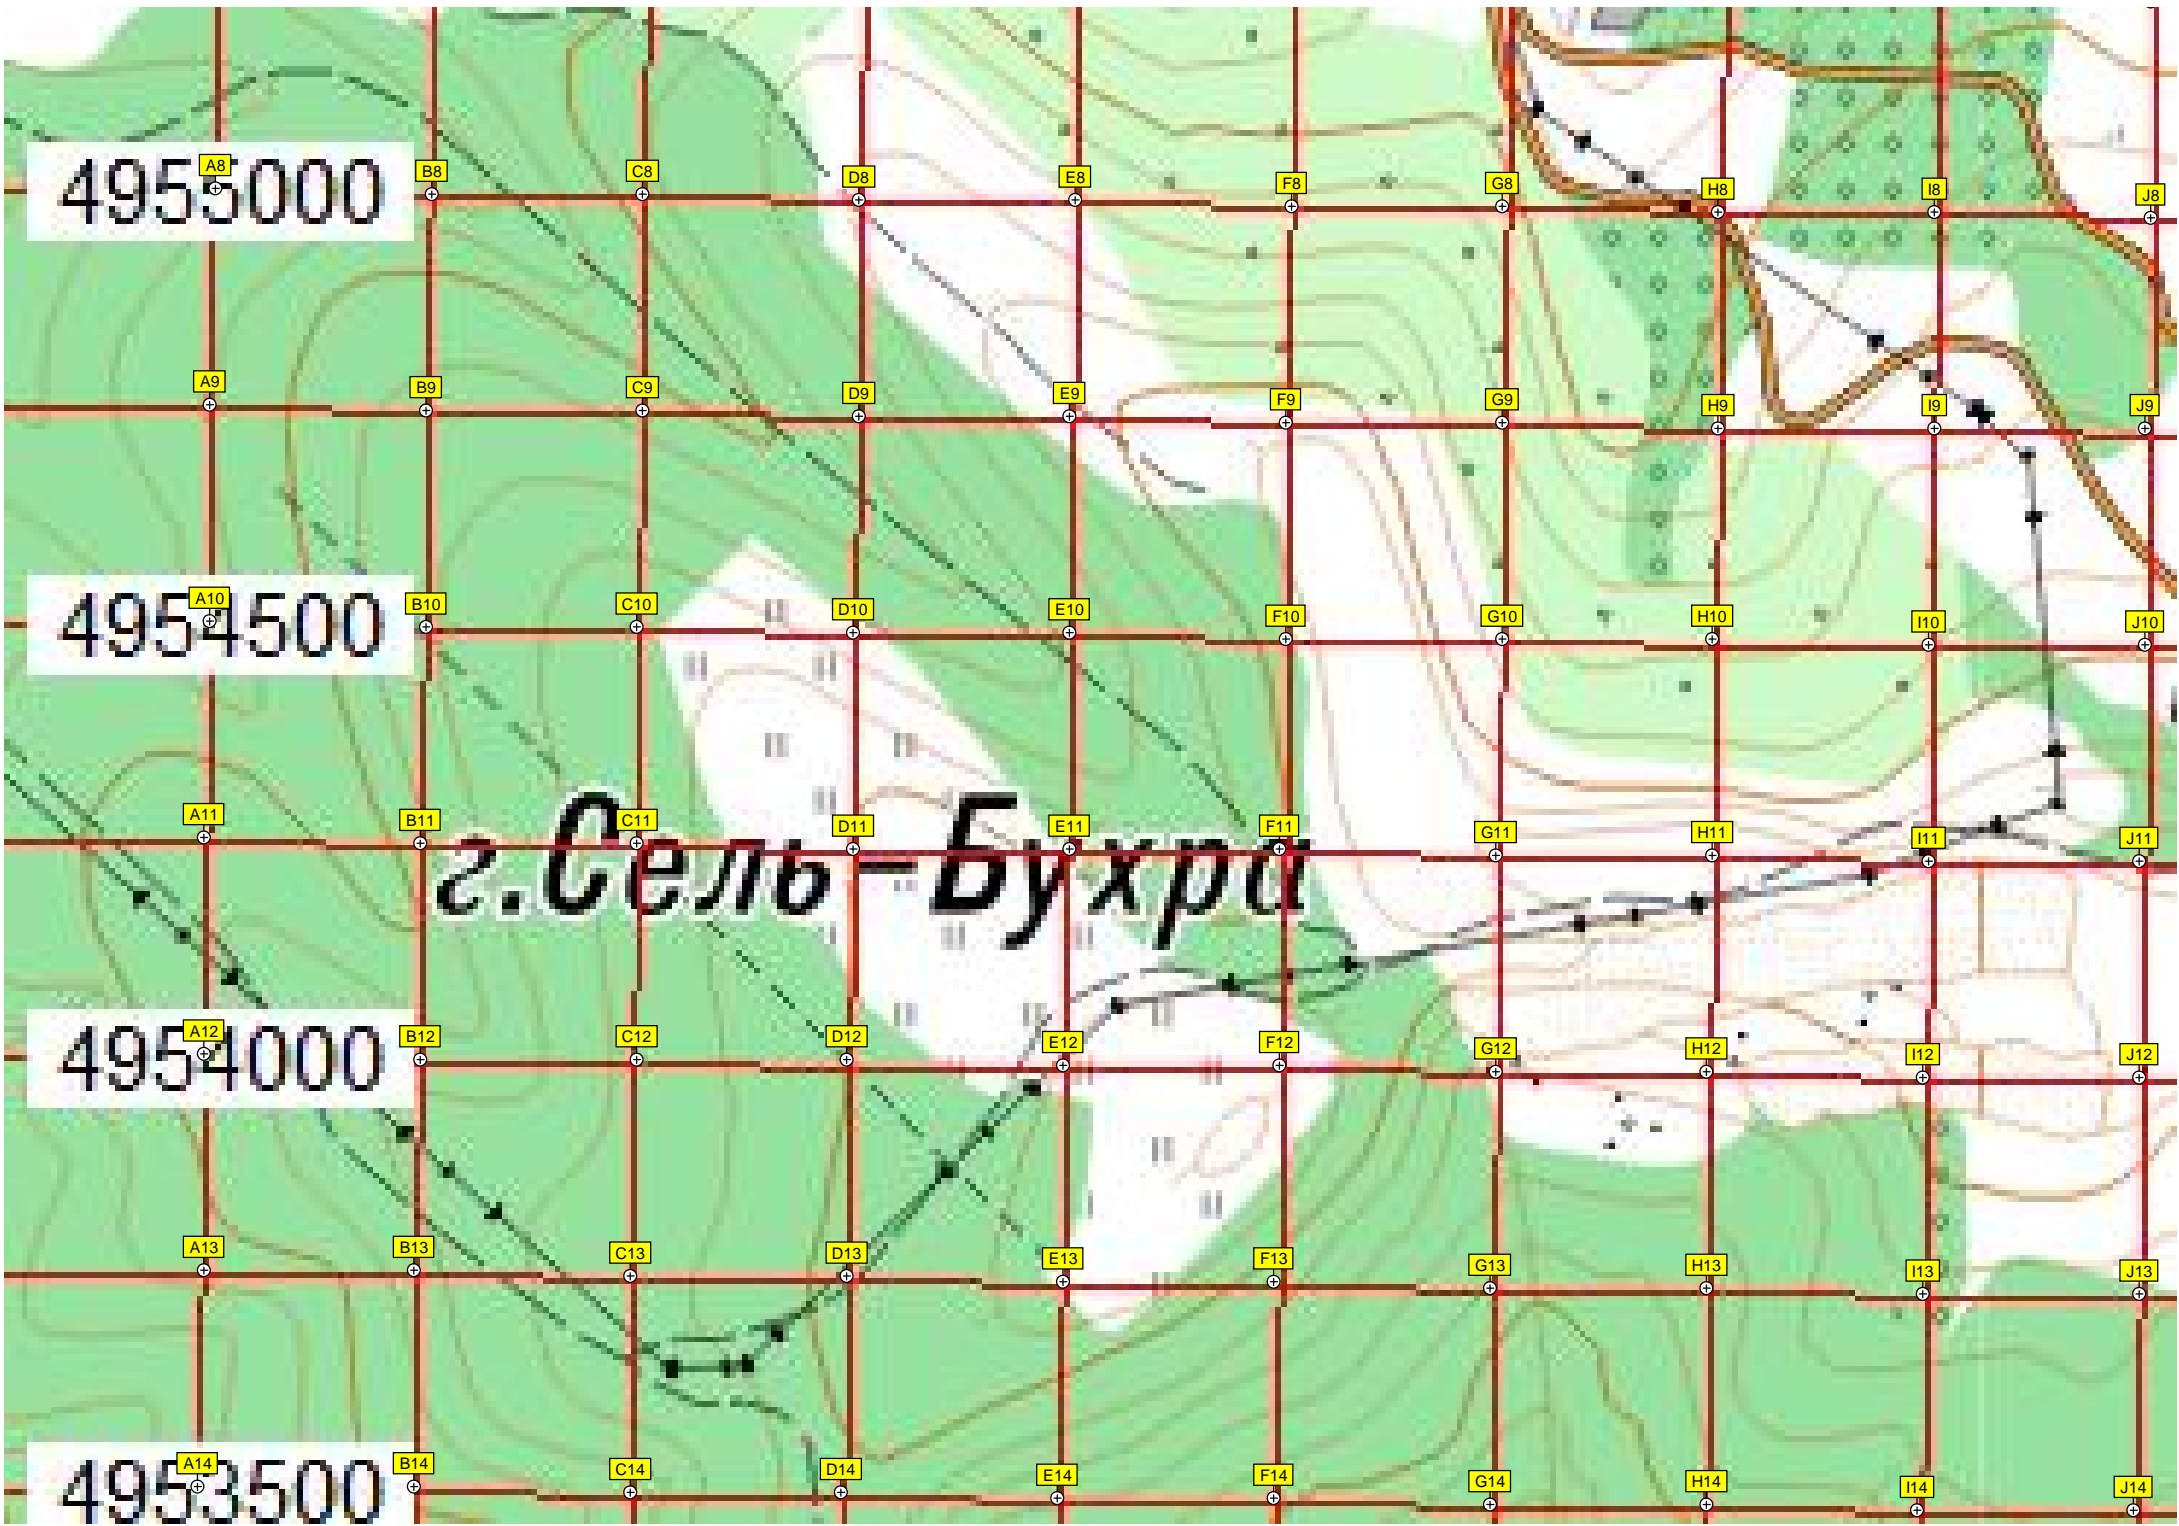 A8 B8 C8 D8 E8 F8 G8 H8 I8 J8
4955000
A9 B9 C9 D9 E9 F9 G9 H9 I9 J9
A10 B10 C10 D10 E10 F10 G10 H10 I10 J10
4954500
A11 B11 C11 D11 E11 F11 G11 H11 I11 J11
г.Сель-Бухра
A12 B12 C12 D12 E12 F12 G12 H12 I12 J12
4954000
A13 B13 C13 D13 E13 F13 G13 H13 I13 J13
A14 B14 C14 D14 E14 F14 G14 H14 I14 J14
4953500